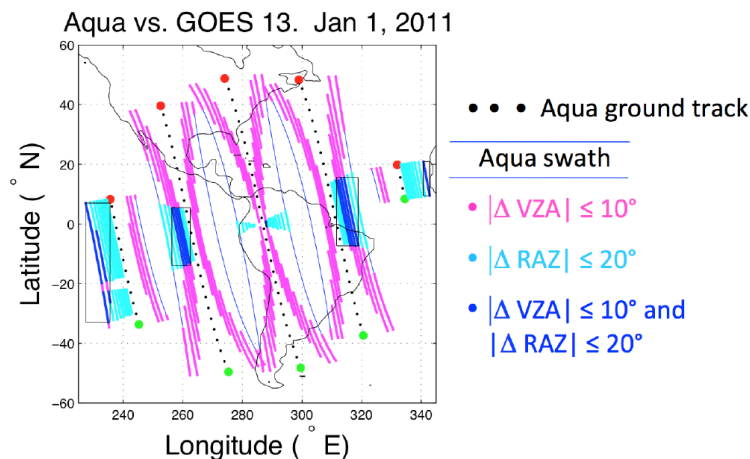 Aqua vs. GOES 13. Jan 1, 2011
60
40
20
0
−20
−40
−60
Latitude ( ° N)
240
260
280
300
320
340
Longitude ( ° E)
Aqua ground track
Aqua swath
|Δ VZA| ≤ 10°
|Δ RAZ| ≤ 20°
|Δ VZA| ≤ 10° and
|Δ RAZ| ≤ 20°